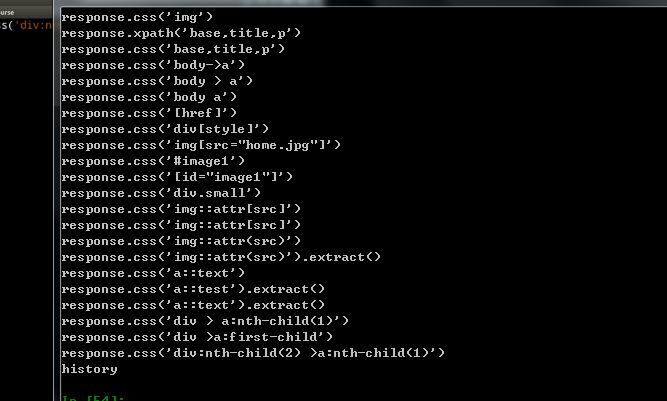 urse
ss('div:n
response.css('img')
response.xpath('base,title,p')
response.css('base,title,p')
response.css('body->a')
response.css('body > a')
response.css('body a')
response.css('[href]')
response.css('div[style]')
response.css('img[src="home.jpg"]')
response.css('#image1')
response.css('[id="image1"]')
response.css('div.small')
response.css('img::attr[src]')
response.css('img::attr[src]')
response.css('img::attr(src)')
response.css('img::attr(src)').extract()
response.css('a::text')
response.css('a::test').extract()
response.css('a::text').extract()
response.css('div > a:nth-child(1)')
response.css('div >a:first-child')
response.css('div:nth-child(2) >a:nth-child(1)')
history
In [54]: